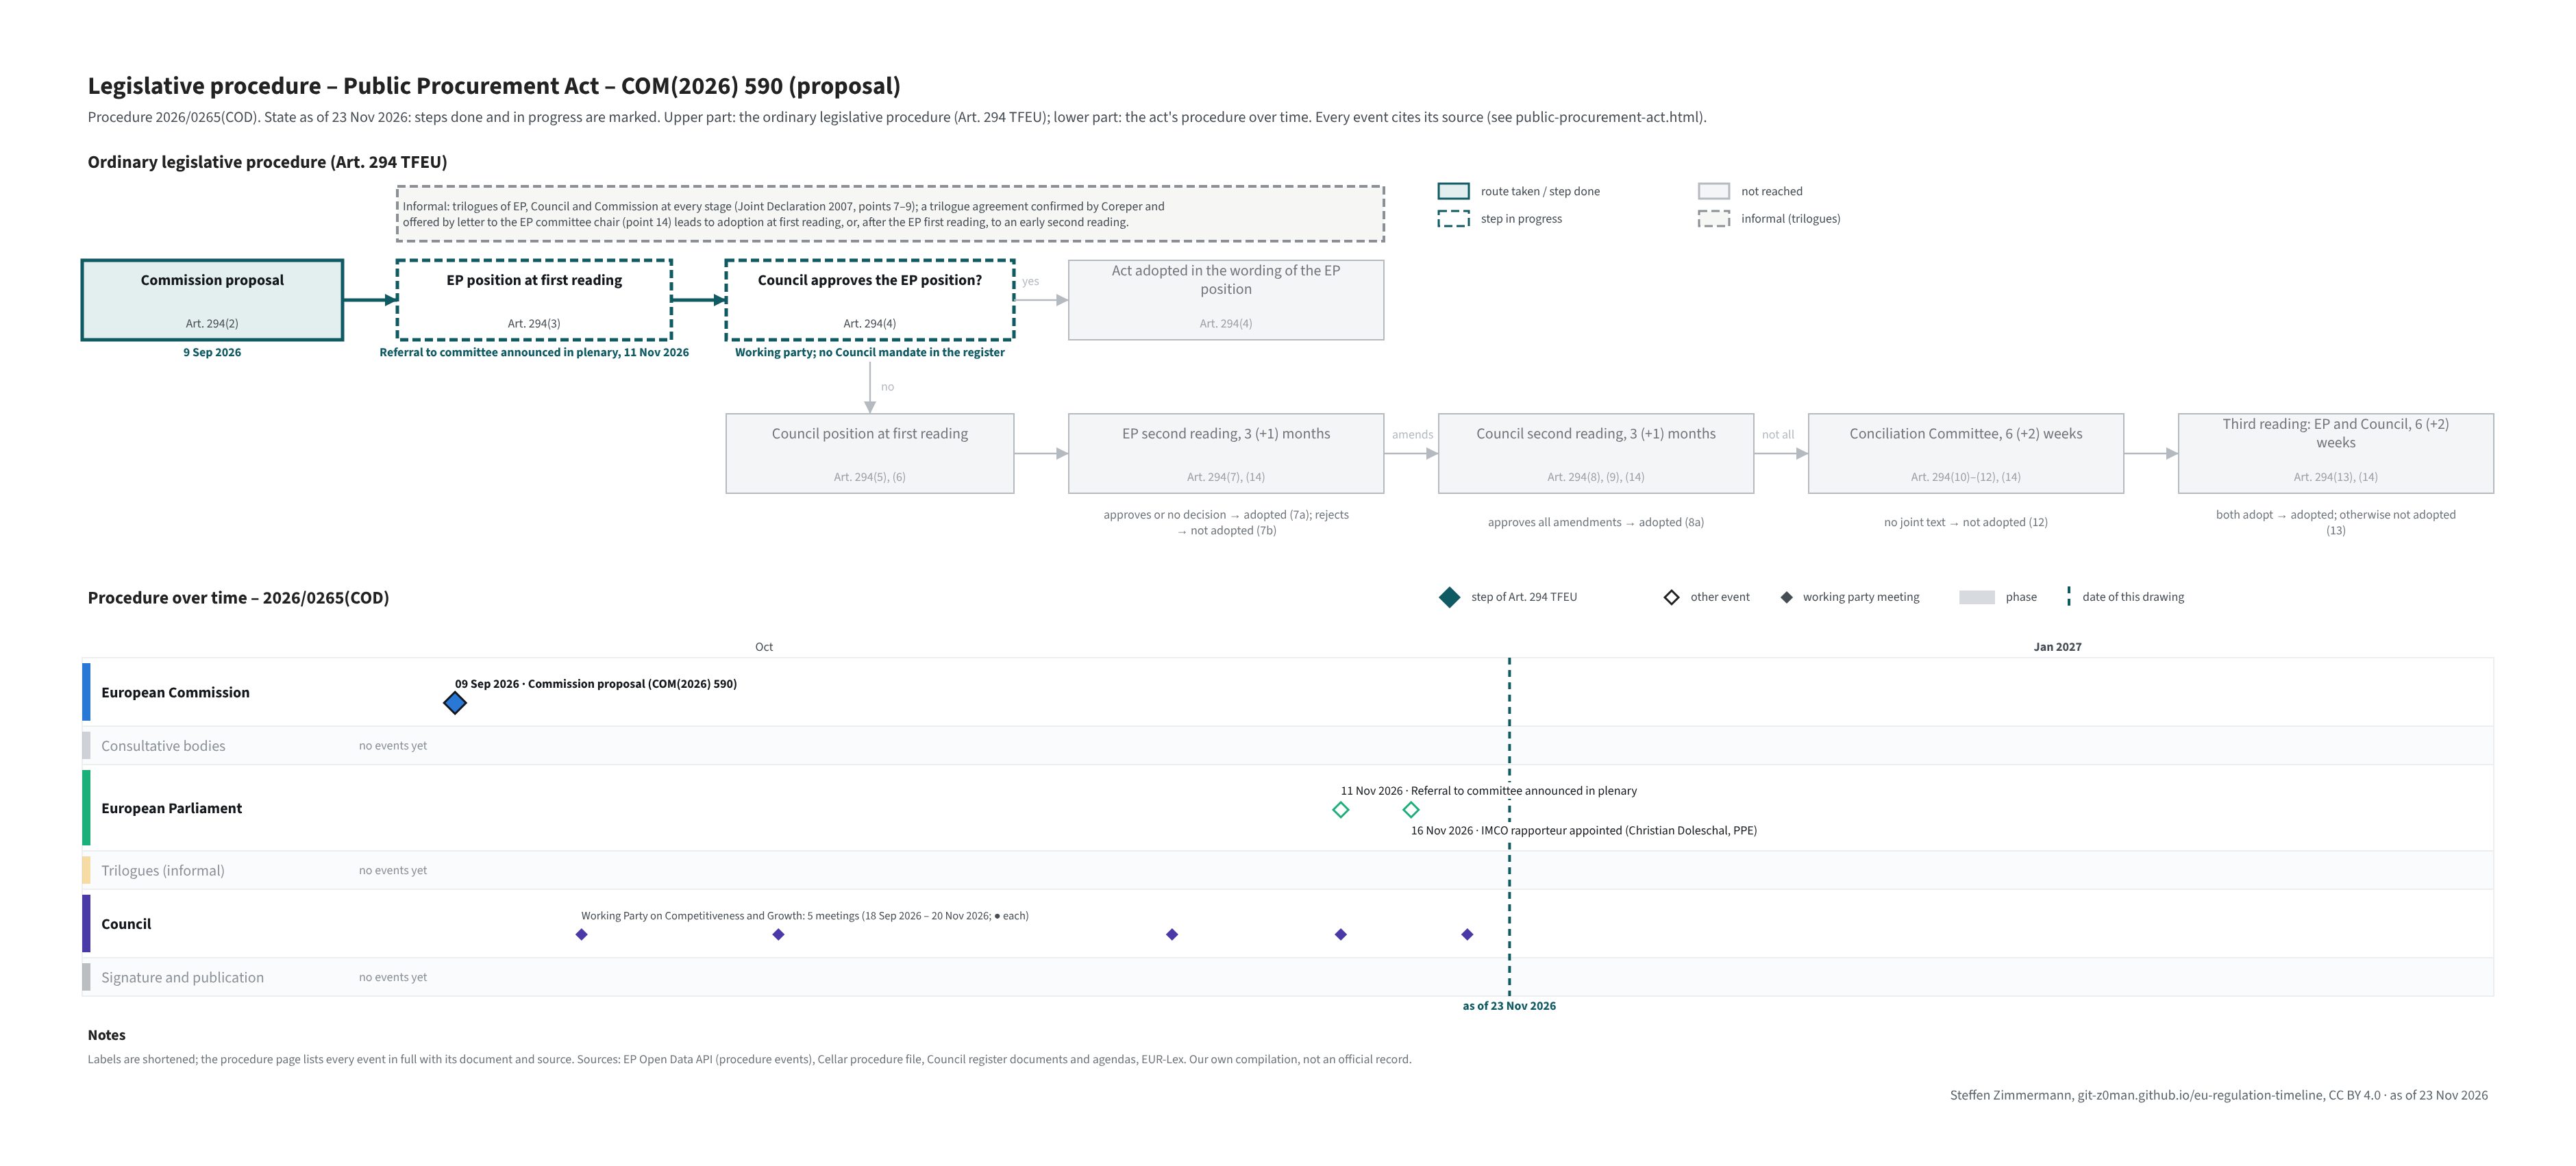 Legislative procedure – Public Procurement Act – COM(2026) 590 (proposal)
Procedure 2026/0265(COD). State as of 23 Nov 2026: steps done and in progress are marked. Upper part: the ordinary legislative procedure (Art. 294 TFEU); lower part: the act's procedure over time. Every event cites its source (see public-procurement-act.html).
Ordinary legislative procedure (Art. 294 TFEU)
Informal: trilogues of EP, Council and Commission at every stage (Joint Declaration 2007, points 7–9); a trilogue agreement confirmed by Coreper and
offered by letter to the EP committee chair (point 14) leads to adoption at first reading, or, after the EP first reading, to an early second reading.
route taken / step done
not reached
step in progress
informal (trilogues)
Commission proposal
Art. 294(2)
9 Sep 2026
EP position at first reading
Art. 294(3)
Referral to committee announced in plenary, 11 Nov 2026
Council approves the EP position?
Art. 294(4)
Working party; no Council mandate in the register
yes
Act adopted in the wording of the EP
position
Art. 294(4)
no
Council position at first reading
Art. 294(5), (6)
EP second reading, 3 (+1) months
Art. 294(7), (14)
approves or no decision → adopted (7a); rejects
→ not adopted (7b)
amends
Council second reading, 3 (+1) months
Art. 294(8), (9), (14)
approves all amendments → adopted (8a)
not all
Conciliation Committee, 6 (+2) weeks
Art. 294(10)–(12), (14)
no joint text → not adopted (12)
Third reading: EP and Council, 6 (+2)
weeks
Art. 294(13), (14)
both adopt → adopted; otherwise not adopted
(13)
Procedure over time – 2026/0265(COD)
step of Art. 294 TFEU
other event
working party meeting
phase
date of this drawing
Oct
Jan 2027
European Commission
09 Sep 2026 · Commission proposal (COM(2026) 590)
Consultative bodies
no events yet
European Parliament
11 Nov 2026 · Referral to committee announced in plenary
16 Nov 2026 · IMCO rapporteur appointed (Christian Doleschal, PPE)
Trilogues (informal)
no events yet
Council
Working Party on Competitiveness and Growth: 5 meetings (18 Sep 2026 – 20 Nov 2026; ● each)
Signature and publication
no events yet
as of 23 Nov 2026
Notes
Labels are shortened; the procedure page lists every event in full with its document and source. Sources: EP Open Data API (procedure events), Cellar procedure file, Council register documents and agendas, EUR-Lex. Our own compilation, not an official record.
Steffen Zimmermann, git-z0man.github.io/eu-regulation-timeline, CC BY 4.0 · as of 23 Nov 2026